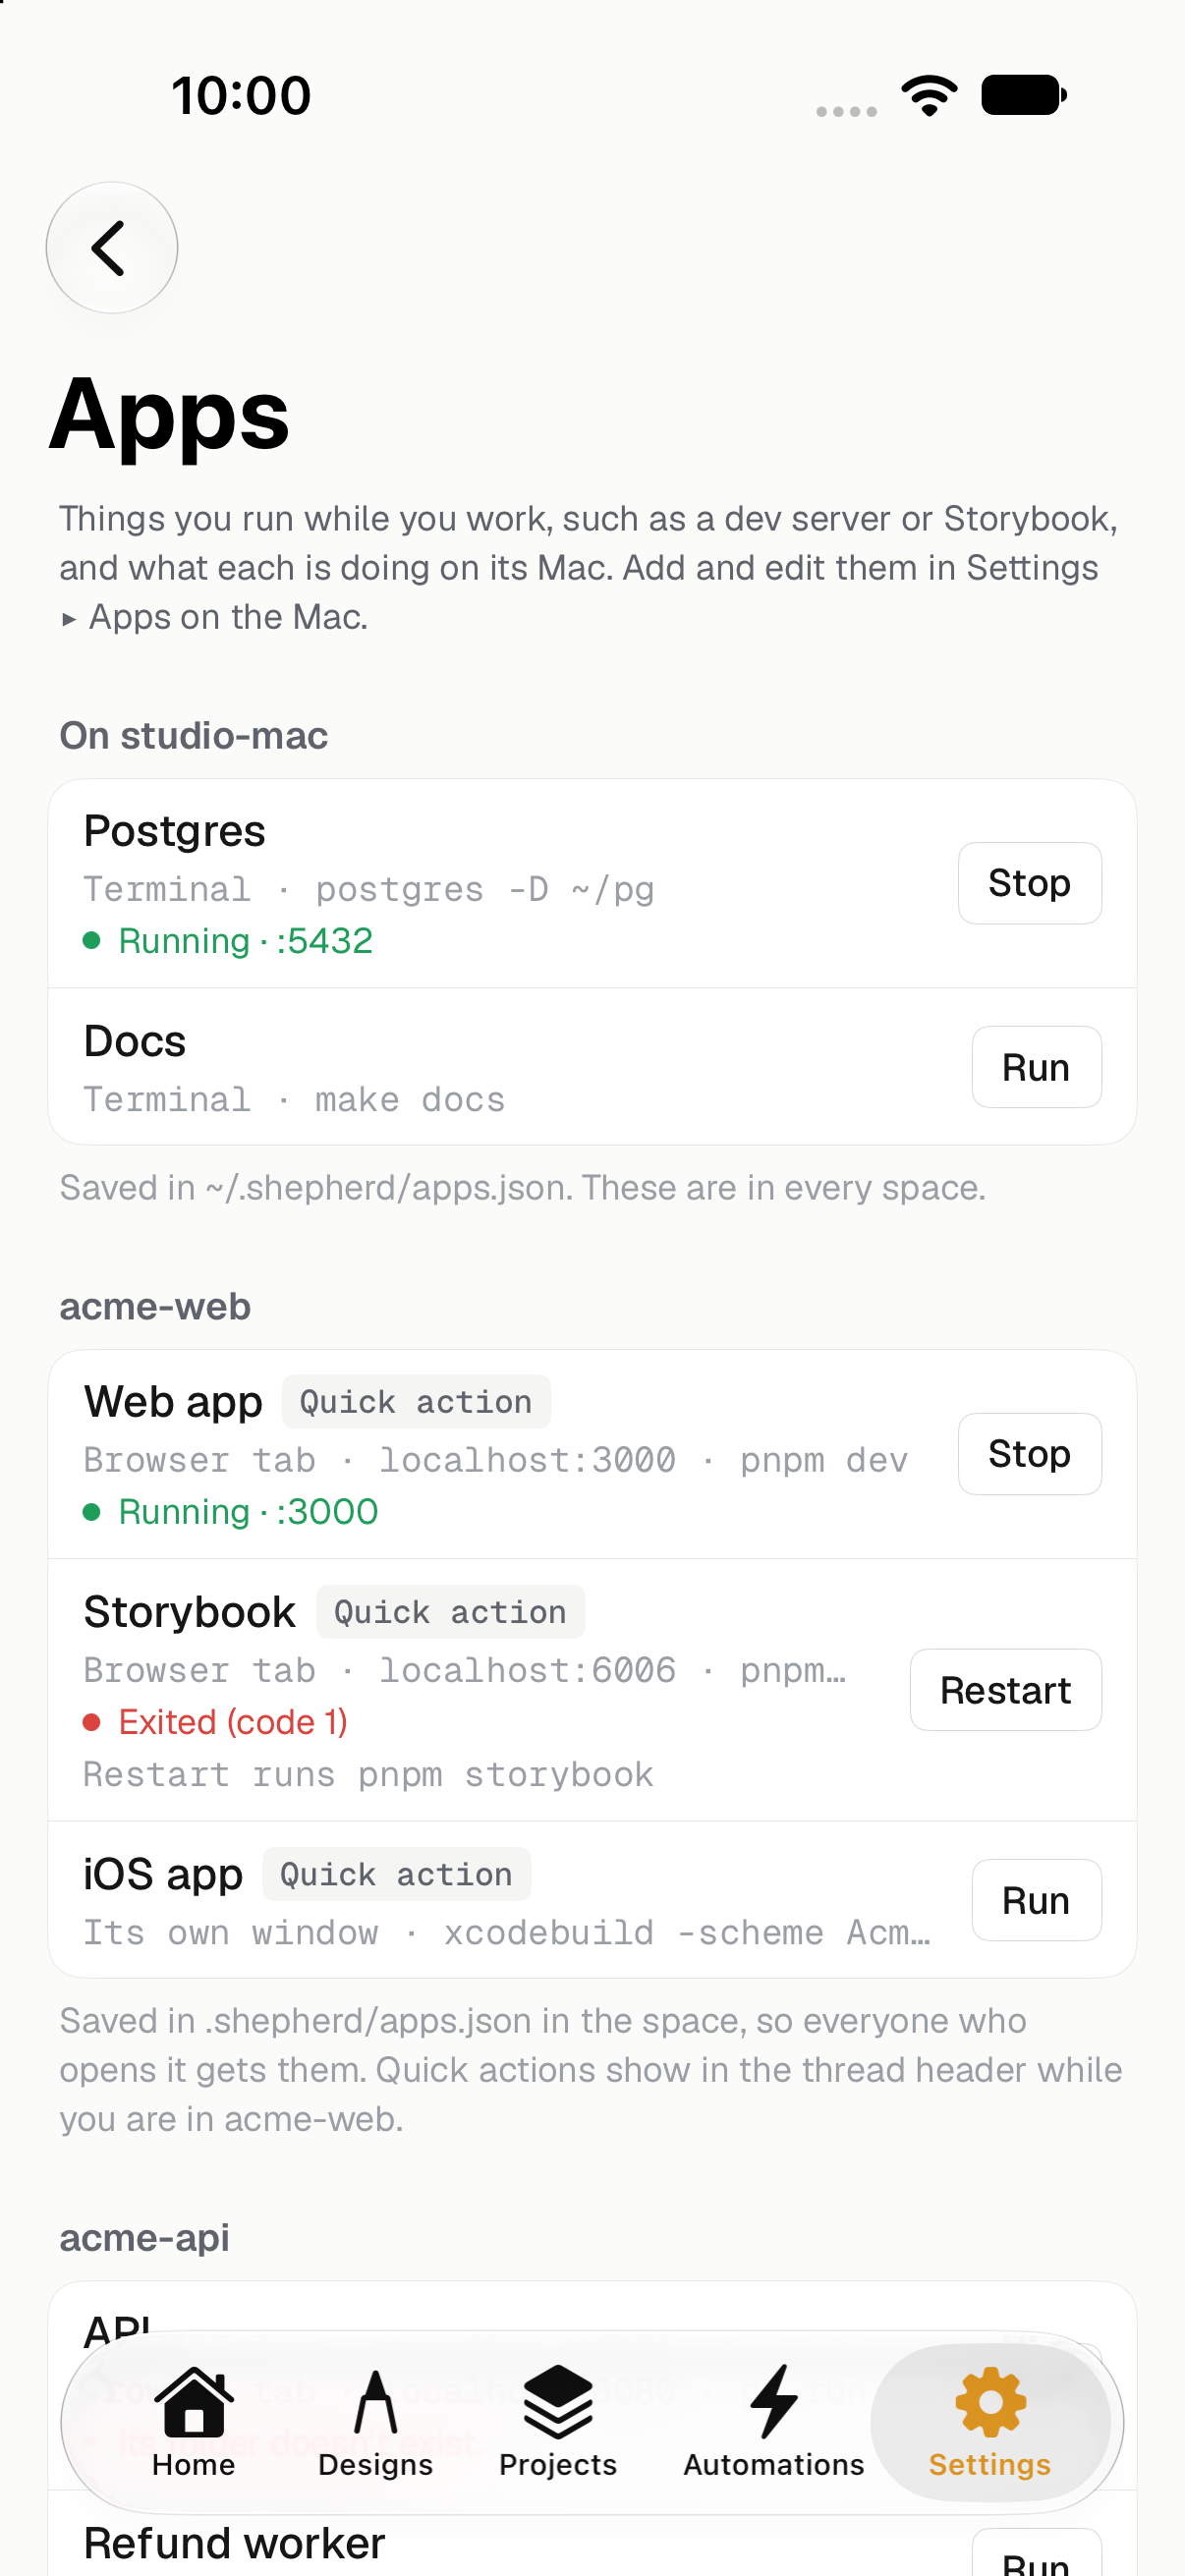 10:00
Apps
Things you run while you work, such as a dev server or Storybook,
and what each is doing on its Mac. Add and edit them in Settings
▸ Apps on the Mac.
On studio-mac
Postgres
Terminal · postgres -D ~/pg
Running · :5432
Stop
Docs
Terminal · make docs
Run
Saved in ~/.shepherd/apps.json. These are in every space.
acme-web
Web app Quick action
Browser tab · localhost:3000 · pnpm dev
Running · :3000
Stop
Storybook Quick action
Browser tab · localhost:6006 · pnpm…
Exited (code 1)
Restart runs pnpm storybook
Restart
iOS app Quick action
Its own window · xcodebuild -scheme Acm…
Run
Saved in .shepherd/apps.json in the space, so everyone who
opens it gets them. Quick actions show in the thread header while
you are in acme-web.
acme-api
API
tab
Its folder doesn't exist.
Home
Designs
Projects
Automations
Settings
Refund worker
Run